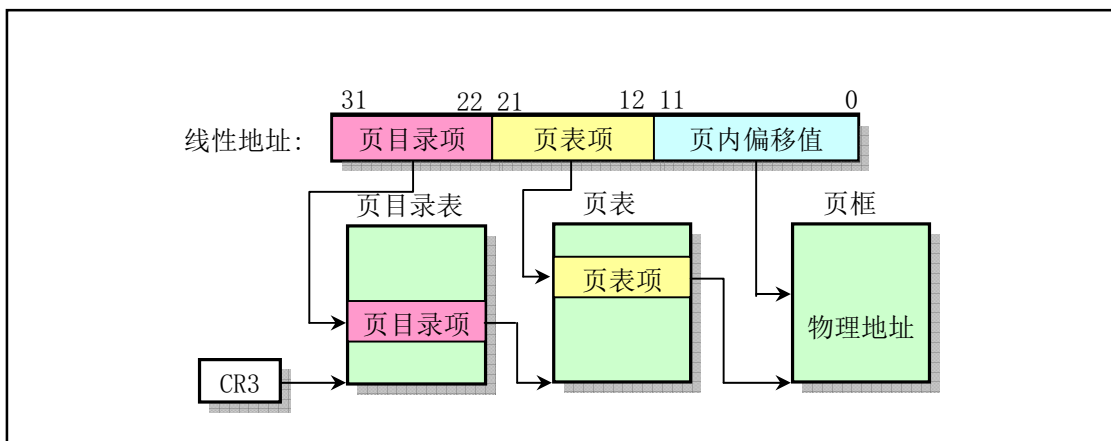 31 22 21 12 11 0
线性地址: 页目录项 页表项 页内偏移值
页目录表 页表 页框
页表项
页目录项 物理地址
CR3